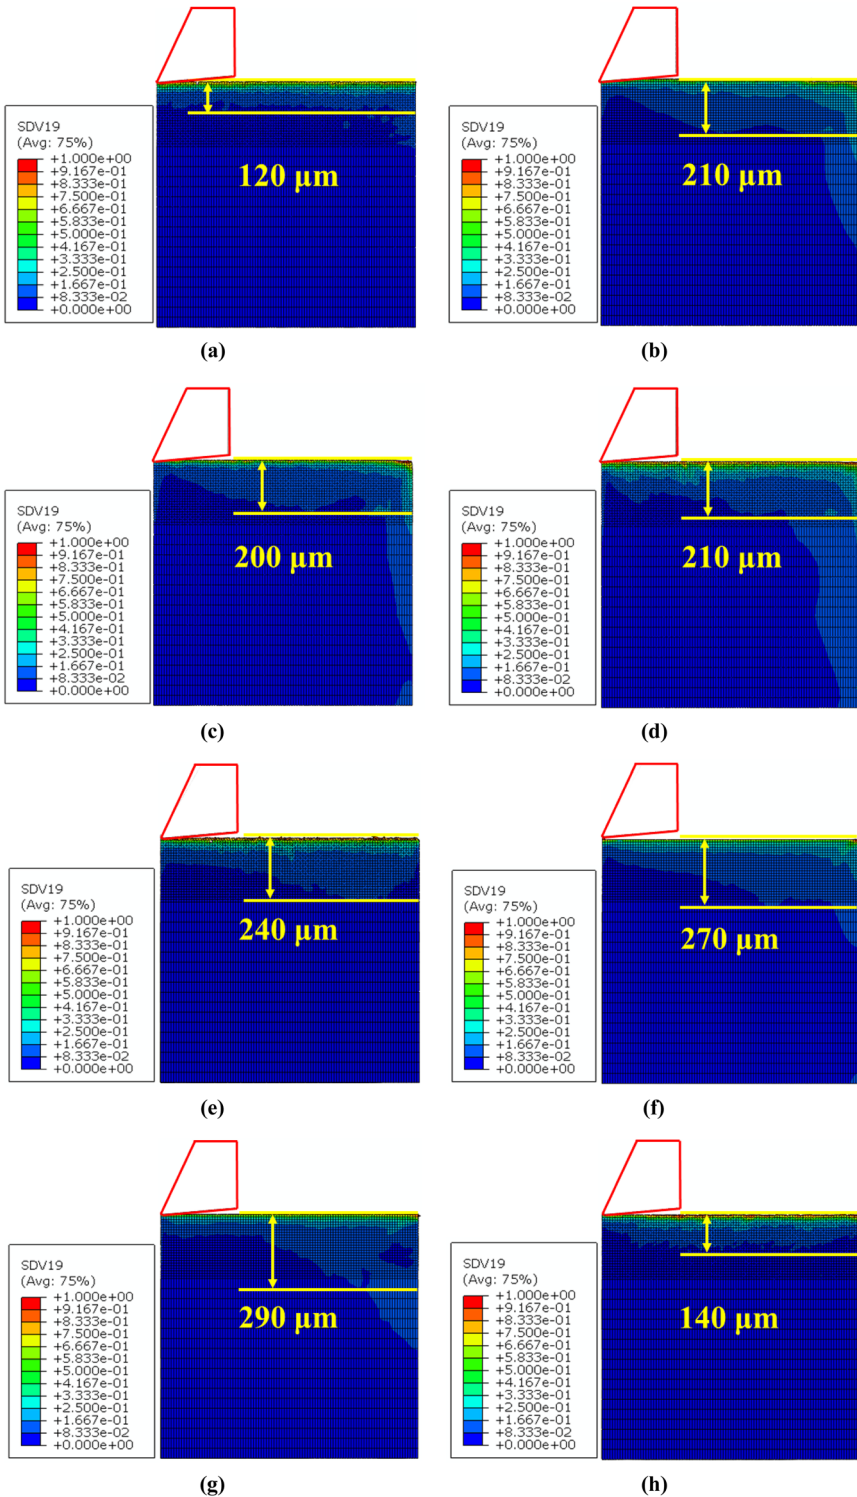 SDV19
(Avg: 75%)
+1.000e+00
+9.167e-01
+8.333e-01
+7.500e-01
+6.667e-01
+5.833e-01
+5.000e-01
+4.167e-01
+3.333e-01
+2.500e-01
+1.667e-01
+8.333e-02
+0.000e+00
120 µm
(a)
SDV19
(Avg: 75%)
+1.000e+00
+9.167e-01
+8.333e-01
+7.500e-01
+6.667e-01
+5.833e-01
+5.000e-01
+4.167e-01
+3.333e-01
+2.500e-01
+1.667e-01
+8.333e-02
+0.000e+00
210 µm
(b)
SDV19
(Avg: 75%)
+1.000e+00
+9.167e-01
+8.333e-01
+7.500e-01
+6.667e-01
+5.833e-01
+5.000e-01
+4.167e-01
+3.333e-01
+2.500e-01
+1.667e-01
+8.333e-02
+0.000e+00
200 µm
(c)
SDV19
(Avg: 75%)
+1.000e+00
+9.167e-01
+8.333e-01
+7.500e-01
+6.667e-01
+5.833e-01
+5.000e-01
+4.167e-01
+3.333e-01
+2.500e-01
+1.667e-01
+8.333e-02
+0.000e+00
210 µm
(d)
SDV19
(Avg: 75%)
+1.000e+00
+9.167e-01
+8.333e-01
+7.500e-01
+6.667e-01
+5.833e-01
+5.000e-01
+4.167e-01
+3.333e-01
+2.500e-01
+1.667e-01
+8.333e-02
+0.000e+00
240 µm
(e)
SDV19
(Avg: 75%)
+1.000e+00
+9.167e-01
+8.333e-01
+7.500e-01
+6.667e-01
+5.833e-01
+5.000e-01
+4.167e-01
+3.333e-01
+2.500e-01
+1.667e-01
+8.333e-02
+0.000e+00
270 µm
(f)
SDV19
(Avg: 75%)
+1.000e+00
+9.167e-01
+8.333e-01
+7.500e-01
+6.667e-01
+5.833e-01
+5.000e-01
+4.167e-01
+3.333e-01
+2.500e-01
+1.667e-01
+8.333e-02
+0.000e+00
290 µm
(g)
SDV19
(Avg: 75%)
+1.000e+00
+9.167e-01
+8.333e-01
+7.500e-01
+6.667e-01
+5.833e-01
+5.000e-01
+4.167e-01
+3.333e-01
+2.500e-01
+1.667e-01
+8.333e-02
+0.000e+00
140 µm
(h)